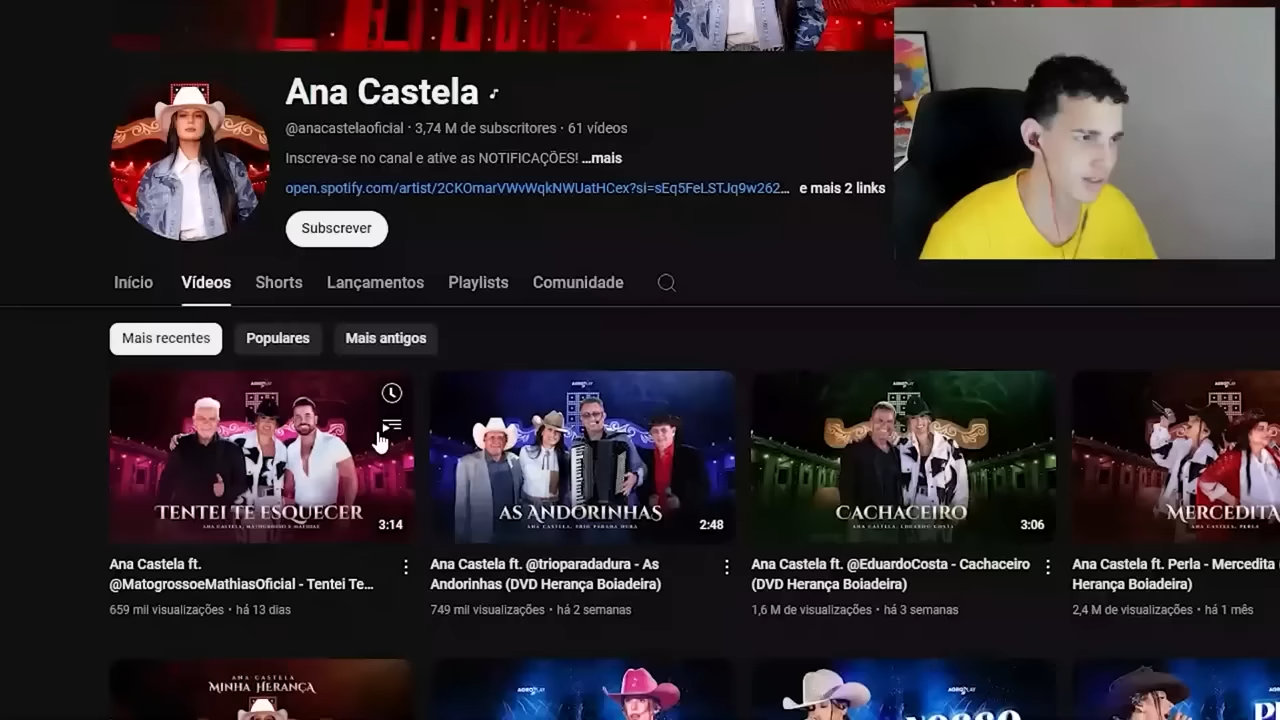 Ana Castela
@anacastelaoficial · 3,74 M de subscritores · 61 vídeos
Inscreva-se no canal e ative as NOTIFICAÇÕES! ...mais
open.spotify.com/artist/2CKOmarVWvWqkNWUatHCex?si=sEq5FeLSTJq9w262... e mais 2 links
Subscrever
Início Vídeos Shorts Lançamentos Playlists Comunidade
Mais recentes Populares Mais antigos
TENTEI TE ESQUECER
3:14
AS ANDORINHAS
2:48
CACHACEIRO
3:06
MERCEDITA
Ana Castela ft.
@MatogrossoeMathiasOficial - Tentei Te...
659 mil visualizações · há 13 dias
Ana Castela ft. @trioparadadura - As
Andorinhas (DVD Herança Boiadeira)
749 mil visualizações · há 2 semanas
Ana Castela ft. @EduardoCosta - Cachaceiro
(DVD Herança Boiadeira)
1,6 M de visualizações · há 3 semanas
Ana Castela ft. Perla - Mercedita
Herança Boiadeira)
2,4 M de visualizações · há 1 mês
ANA CASTELA
MINHA HERANÇA
AGROPLAY
AGROPLAY